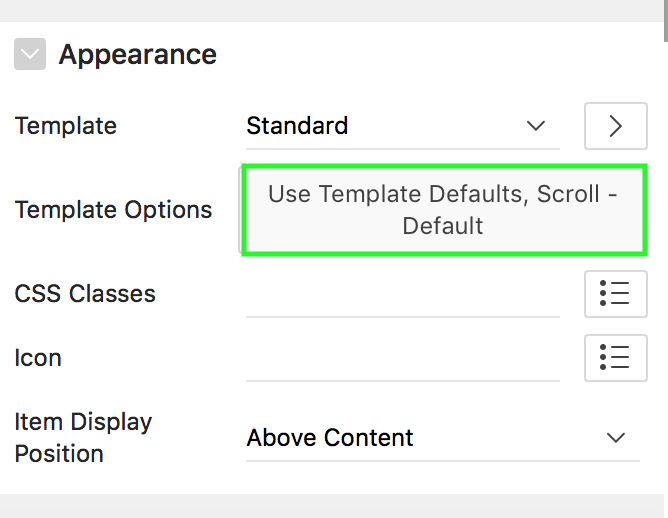 Appearance
Template
Standard
Template Options
Use Template Defaults, Scroll -
Default
CSS Classes
Icon
Item Display
Position
Above Content